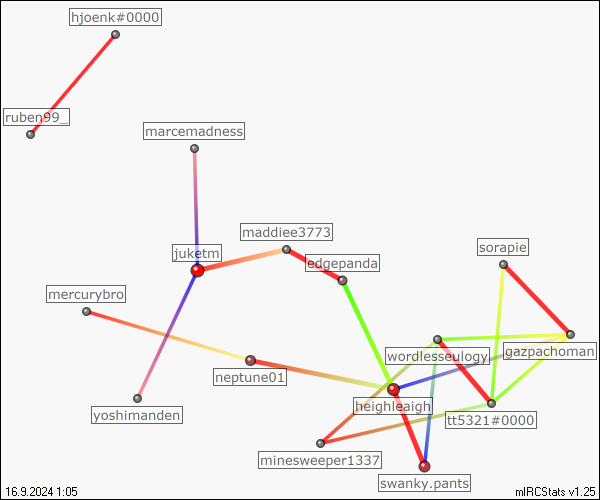 hjoenk#0000
ruben99_
marcemadness
maddiee3773
juketm
edgepanda
sorapie
mercurybro
wordlesseulogy
gazpachoman
neptune01
heighleaigh
yoshimanden
tt5321#0000
minesweeper1337
swanky.pants
16.9.2024 1:05
mIRCStats v1.25